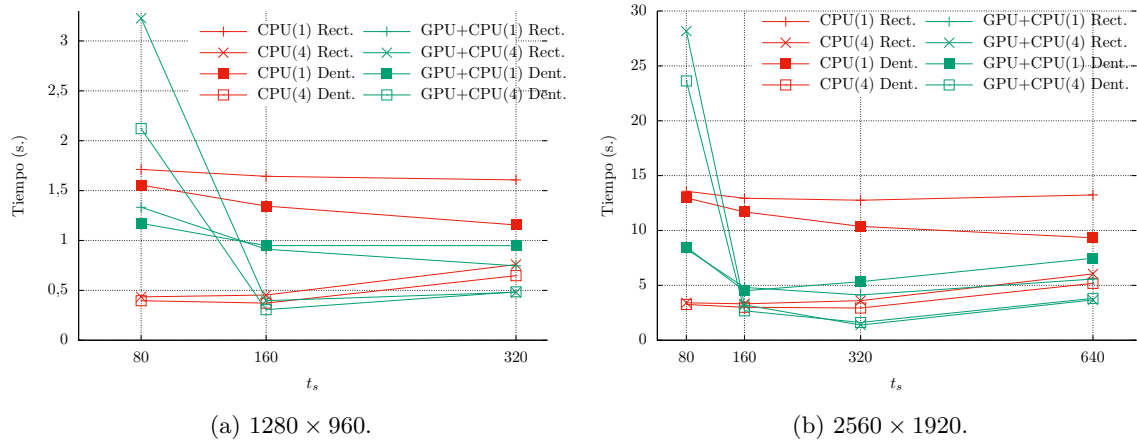 0
0,5
1
1,5
2
2,5
3
80
160
320
Tiempo (s.)
t_s
CPU(1) Rect.
CPU(4) Rect.
CPU(1) Dent.
CPU(4) Dent.
GPU+CPU(1) Rect.
GPU+CPU(4) Rect.
GPU+CPU(1) Dent.
GPU+CPU(4) Dent.
(a) 1280 × 960.
0
5
10
15
20
25
30
80
160
320
640
Tiempo (s.)
t_s
CPU(1) Rect.
CPU(4) Rect.
CPU(1) Dent.
CPU(4) Dent.
GPU+CPU(1) Rect.
GPU+CPU(4) Rect.
GPU+CPU(1) Dent.
GPU+CPU(4) Dent.
(b) 2560 × 1920.